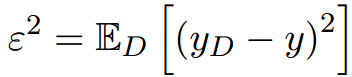 ε² = 𝔼_D [(y_D − y)²]